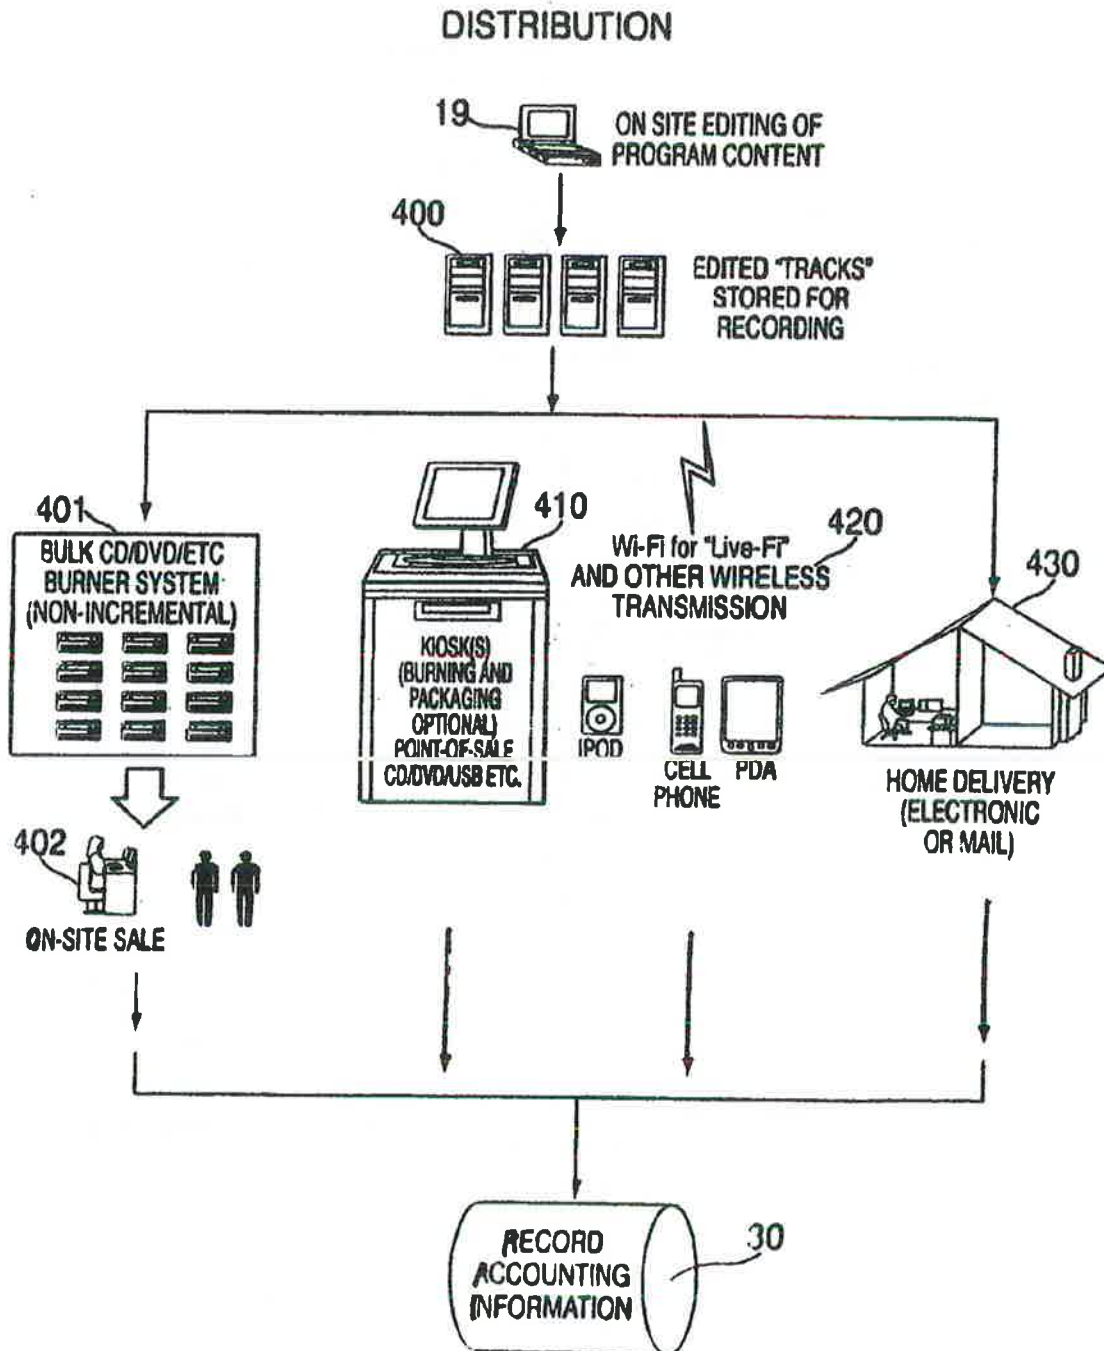 DISTRIBUTION
19
ON SITE EDITING OF
PROGRAM CONTENT
400
EDITED "TRACKS"
STORED FOR
RECORDING
401
BULK CD/DVD/ETC
BURNER SYSTEM
(NON-INCREMENTAL)
410
KIOSK(S)
(BURNING AND
PACKAGING
OPTIONAL)
POINT-OF-SALE
CD/DVD/USB ETC.
420
Wi-Fi for "Live-Fi"
AND OTHER WIRELESS
TRANSMISSION
IPOD
CELL
PHONE
PDA
430
HOME DELIVERY
(ELECTRONIC
OR MAIL)
402
ON-SITE SALE
RECORD
ACCOUNTING
INFORMATION
30